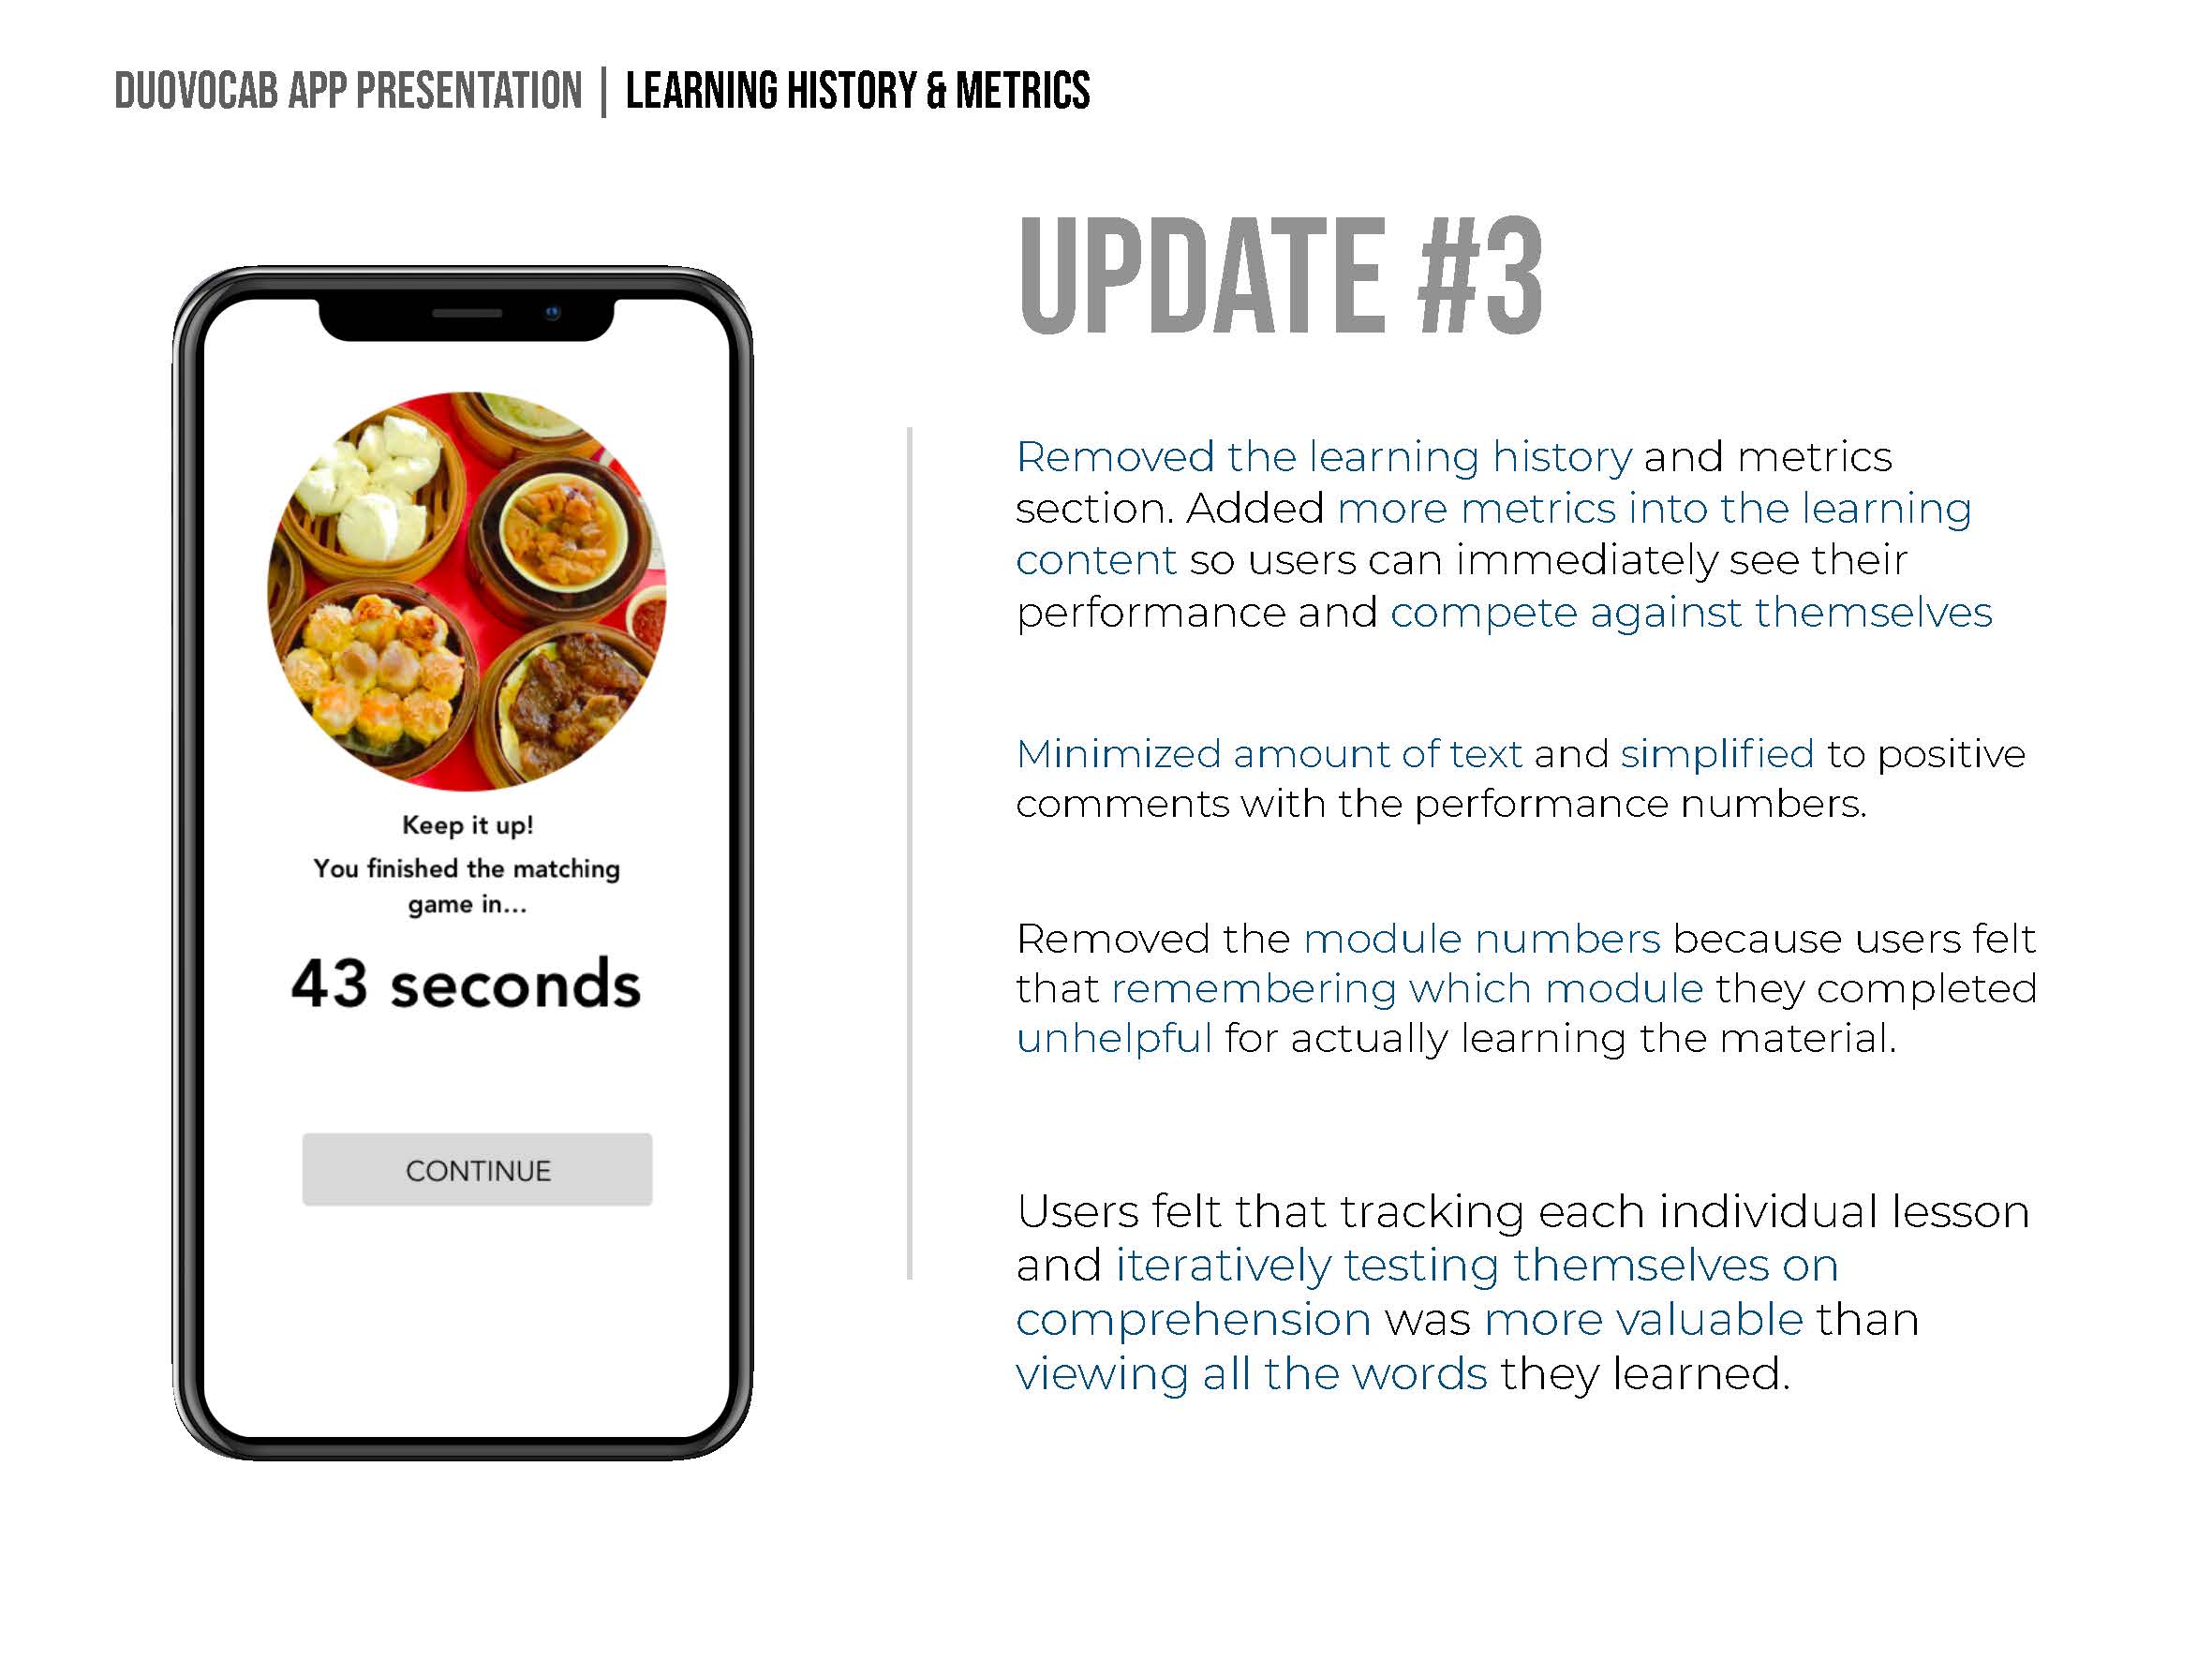 DUOVOCAB APP PRESENTATION | LEARNING HISTORY & METRICS
UPDATE #3
Removed the learning history and metrics
section. Added more metrics into the learning
content so users can immediately see their
performance and compete against themselves
Minimized amount of text and simplified to positive
comments with the performance numbers.
Removed the module numbers because users felt
that remembering which module they completed
unhelpful for actually learning the material.
Users felt that tracking each individual lesson
and iteratively testing themselves on
comprehension was more valuable than
viewing all the words they learned.
Keep it up!
You finished the matching
game in...
43 seconds
CONTINUE